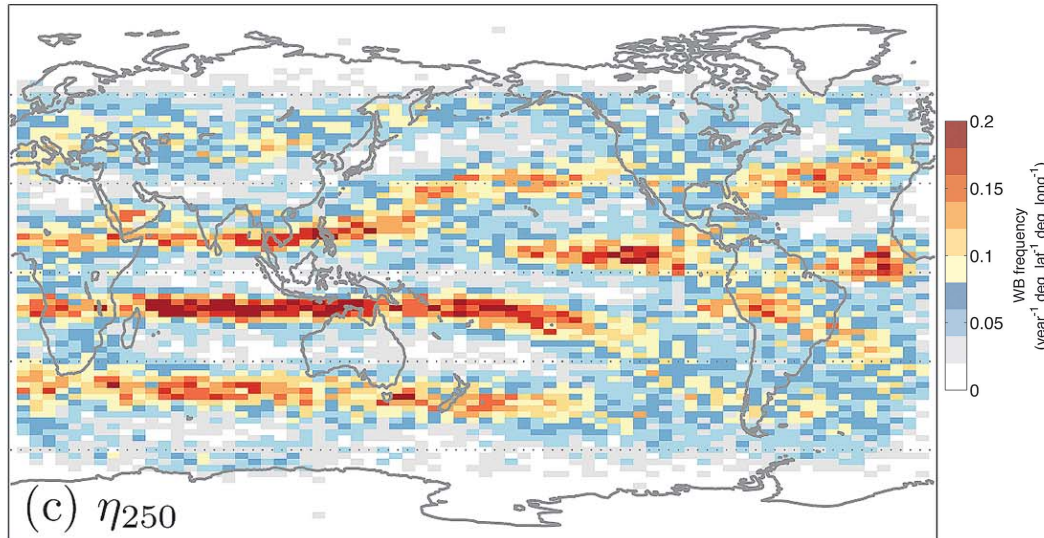 0.2
0.15
0.1
0.05
0
WB frequency
(year⁻¹ deg_lat⁻¹ deg_long⁻¹)
(c) η₂₅₀